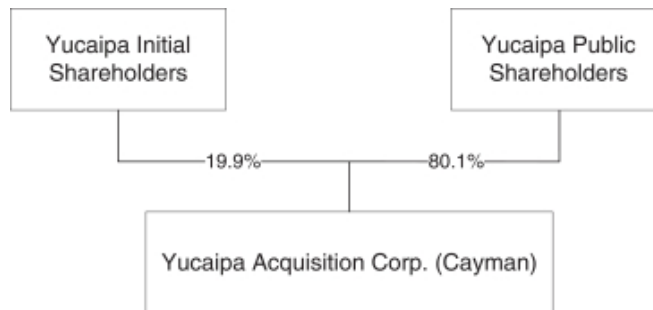 Yucaipa Initial
Shareholders
Yucaipa Public
Shareholders
19.9%
80.1%
Yucaipa Acquisition Corp. (Cayman)